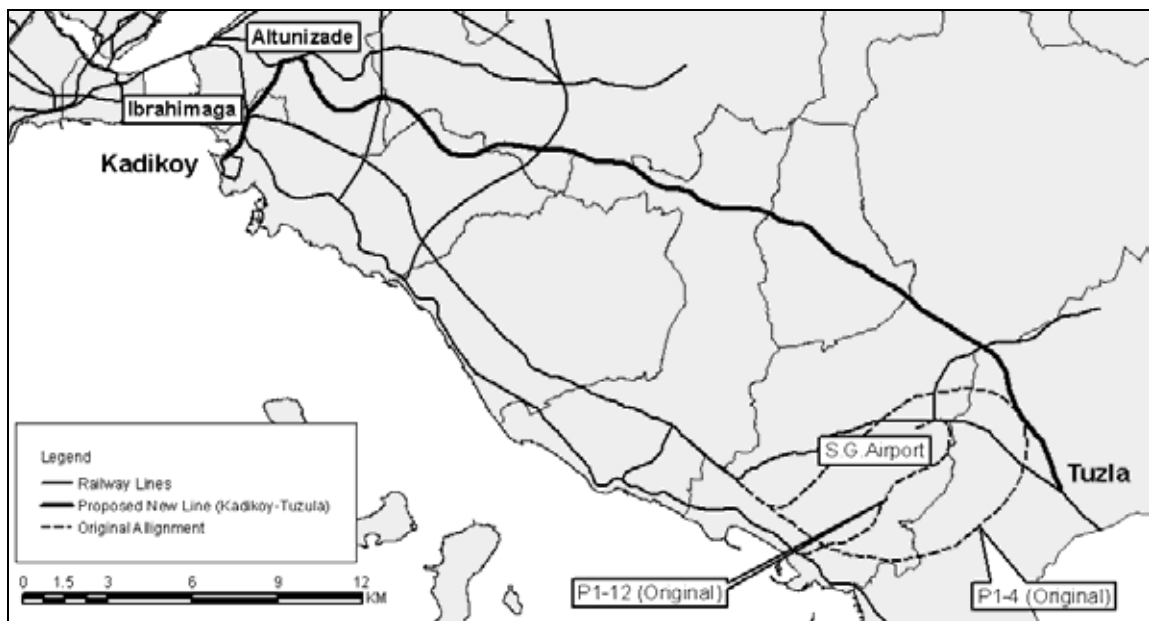 Altunizade
Ibrahimaga
Kadikoy
S.G.Airport
Tuzla
Legend
Railway Lines
Proposed New Line (Kadikoy-Tuzula)
Original Allignment
0 1.5 3 6 9 12
KM
P1-12 (Original)
P1-4 (Original)